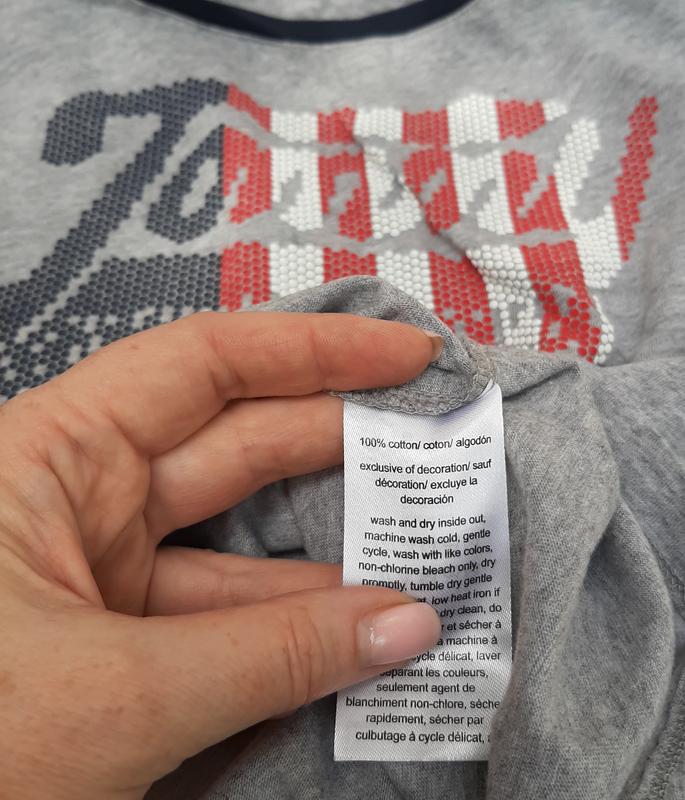 Tommy
100% cotton/ coton/ algodón
exclusive of decoration/ sauf
décoration/ excluye la
decoración
wash and dry inside out,
machine wash cold, gentle
cycle, wash with like colors,
non-chlorine bleach only, dry
promptly, tumble dry gentle
low heat iron if
dry clean, do
et sécher à
machine à
cycle délicat, laver
séparant les couleurs,
seulement agent de
blanchiment non-chlore, sèche
rapidement, sécher par
culbutage à cycle délicat,